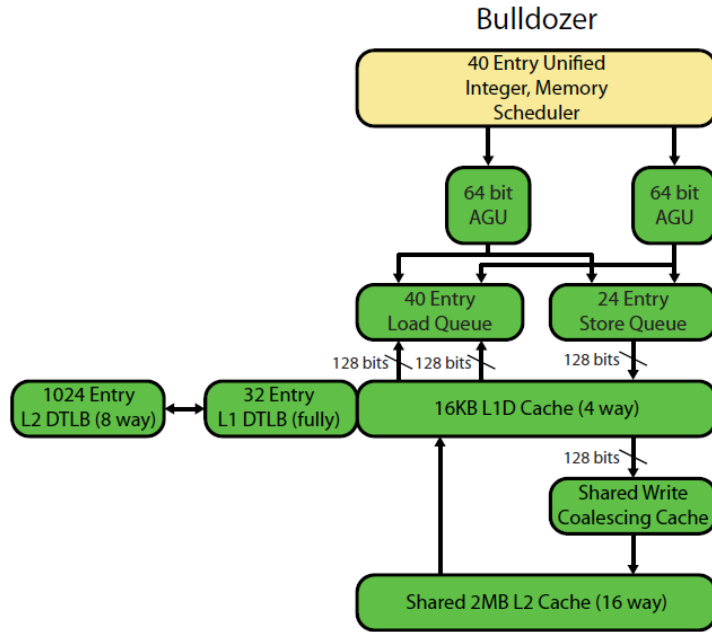 Bulldozer
40 Entry Unified
Integer, Memory
Scheduler
64 bit
AGU
64 bit
AGU
40 Entry
Load Queue
24 Entry
Store Queue
128 bits
128 bits
128 bits
1024 Entry
L2 DTLB (8 way)
32 Entry
L1 DTLB (fully)
16KB L1D Cache (4 way)
128 bits
Shared Write
Coalescing Cache
Shared 2MB L2 Cache (16 way)